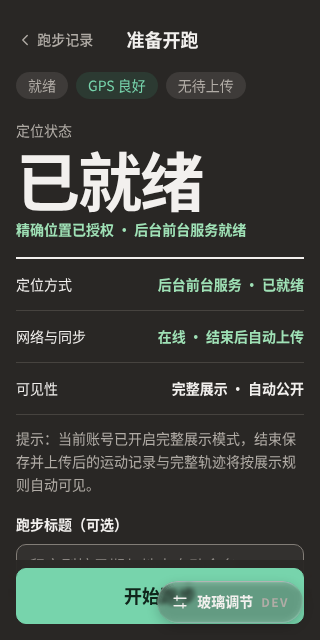 跑步记录
准备开跑
就绪
GPS 良好
无待上传
定位状态
已就绪
精确位置已授权 · 后台前台服务就绪
定位方式
后台前台服务 · 已就绪
网络与同步
在线 · 结束后自动上传
可见性
完整展示 · 自动公开
提示：当前账号已开启完整展示模式，结束保
存并上传后的运动记录与完整轨迹将按展示规
则自动可见。
跑步标题（可选）
开始
玻璃调节 DEV